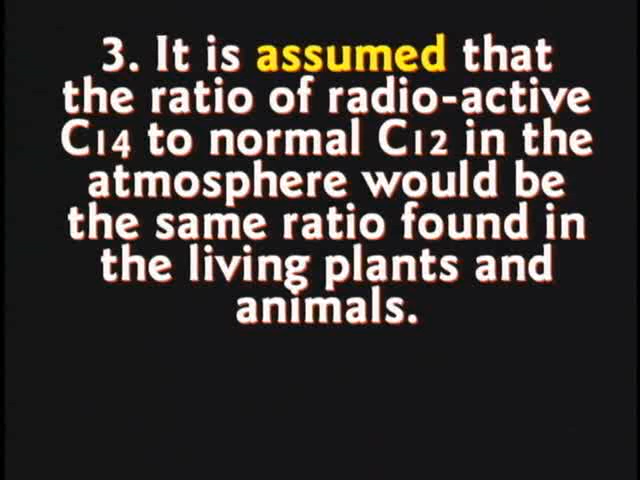 3. It is assumed that
the ratio of radio-active
C14 to normal C12 in the
atmosphere would be
the same ratio found in
the living plants and
animals.